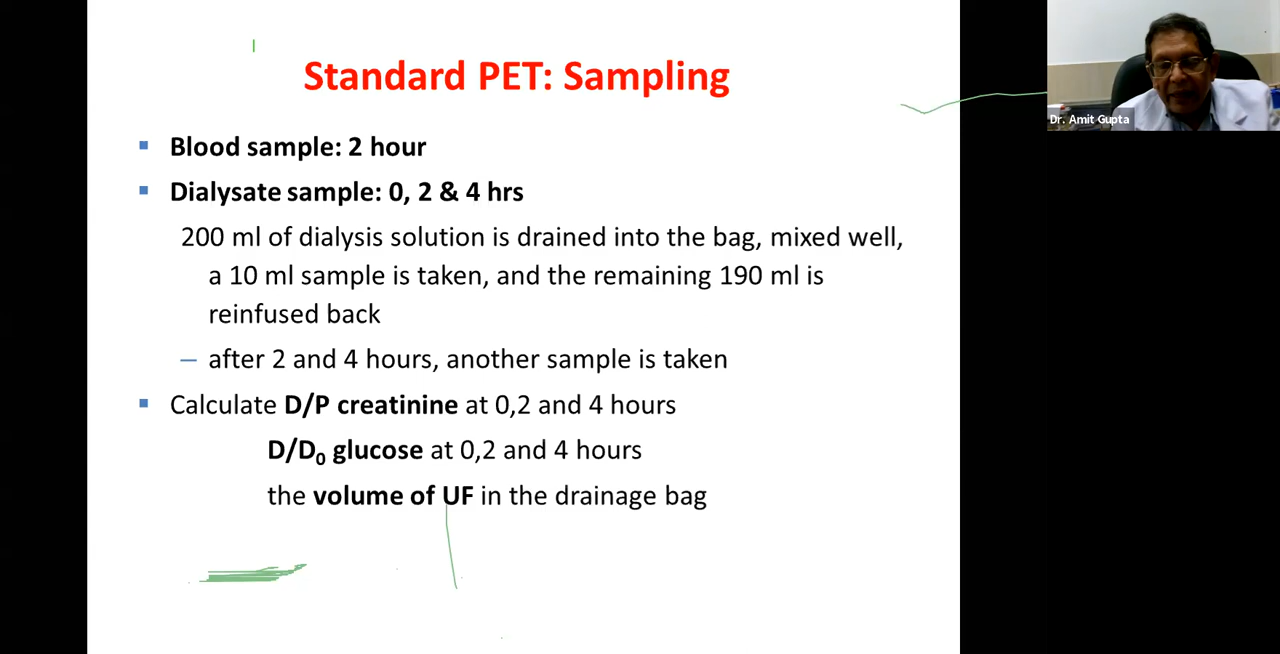 Standard PET: Sampling
Dr. Amit Gupta
▪ Blood sample: 2 hour
▪ Dialysate sample: 0, 2 & 4 hrs
200 ml of dialysis solution is drained into the bag, mixed well,
a 10 ml sample is taken, and the remaining 190 ml is
reinfused back
– after 2 and 4 hours, another sample is taken
▪ Calculate D/P creatinine at 0,2 and 4 hours
D/D₀ glucose at 0,2 and 4 hours
the volume of UF in the drainage bag